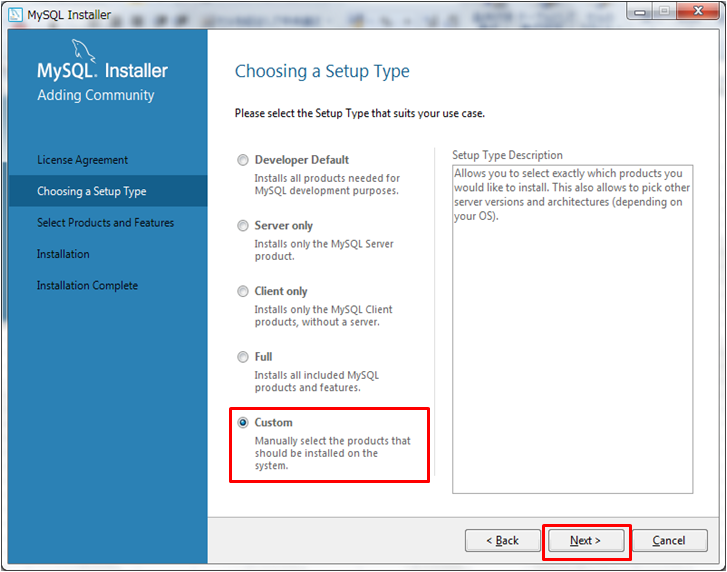 MySQL Installer
MySQL. Installer
Adding Community
License Agreement
Choosing a Setup Type
Select Products and Features
Installation
Installation Complete
Choosing a Setup Type
Please select the Setup Type that suits your use case.
Developer Default
Installs all products needed for
MySQL development purposes.
Server only
Installs only the MySQL Server
product.
Client only
Installs only the MySQL Client
products, without a server.
Full
Installs all included MySQL
products and features.
Custom
Manually select the products that
should be installed on the
system.
Setup Type Description
Allows you to select exactly which products you
would like to install. This also allows to pick other
server versions and architectures (depending on
your OS).
< Back
Next >
Cancel